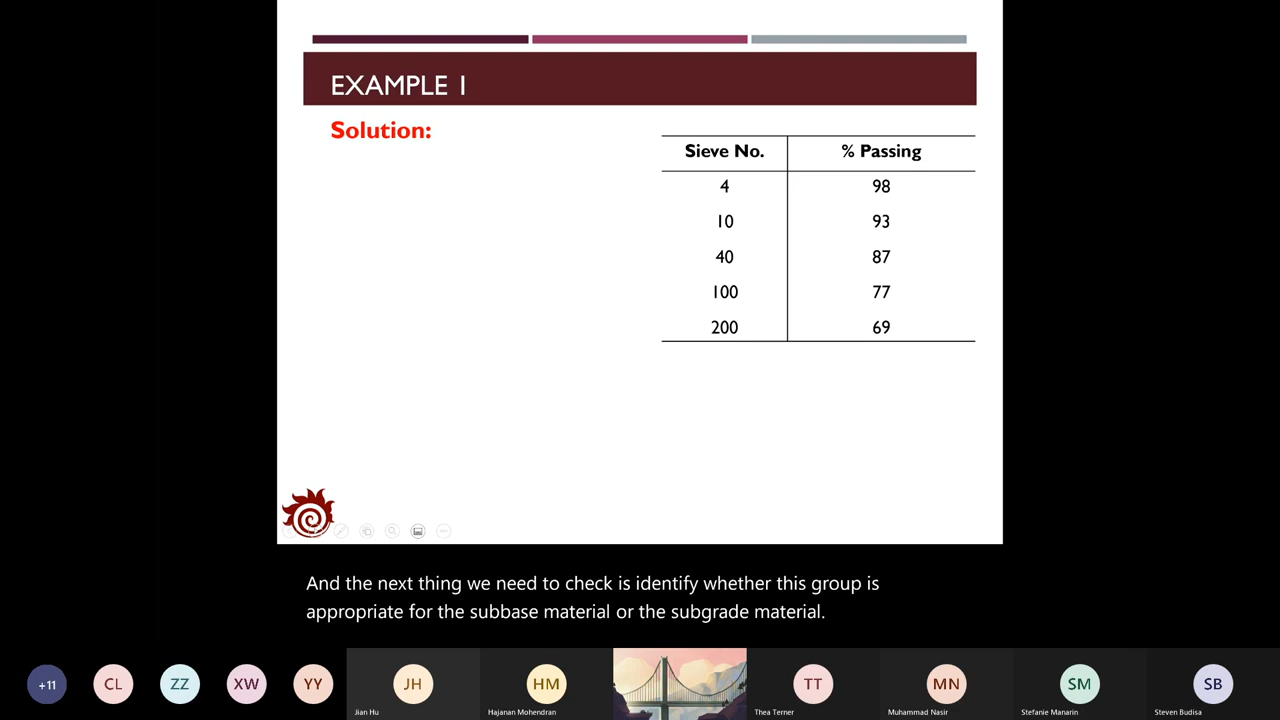 EXAMPLE 1
Solution:
Sieve No. % Passing
4 98
10 93
40 87
100 77
200 69
And the next thing we need to check is identify whether this group is
appropriate for the subbase material or the subgrade material.
+11 CL ZZ XW YY JH HM TT MN SM SB
Jian Hu Hajanan Mohendran Thea Terner Muhammad Nasir Stefanie Manarin Steven Budisa